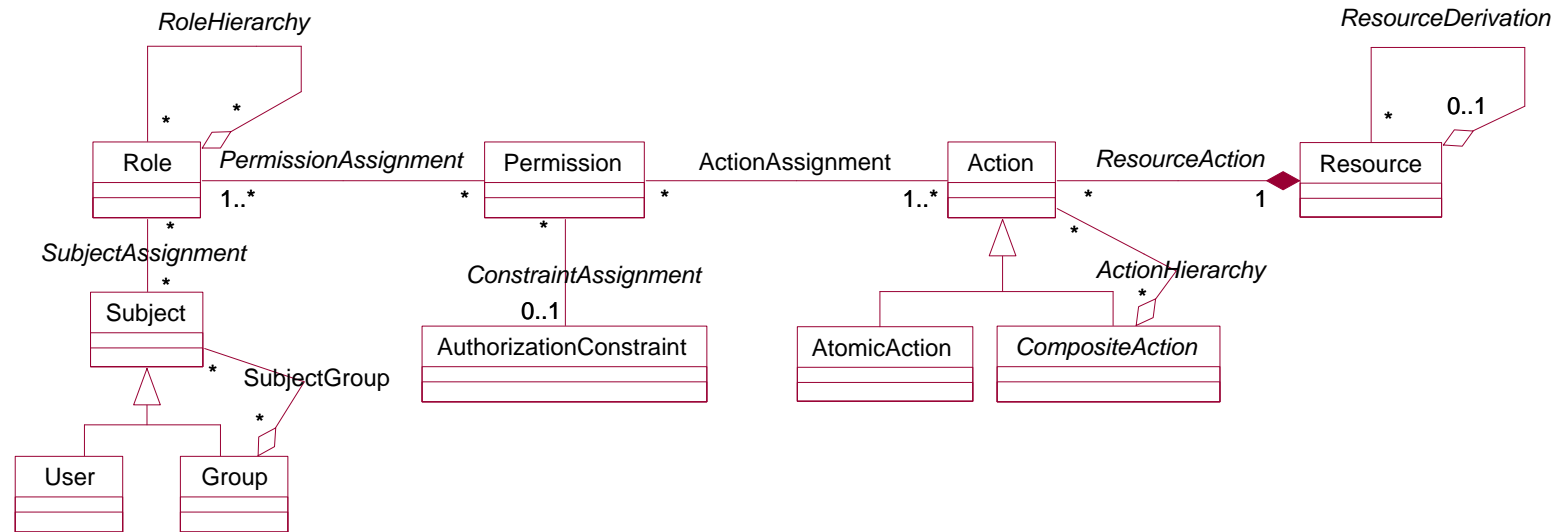 RoleHierarchy
ResourceDerivation
*
*
*
0..1
Role
PermissionAssignment
Permission
ActionAssignment
Action
ResourceAction
Resource
1..*
*
*
1..*
*
1
*
*
*
SubjectAssignment
ConstraintAssignment
ActionHierarchy
*
0..1
*
Subject
AuthorizationConstraint
AtomicAction
CompositeAction
*
SubjectGroup
*
User
Group